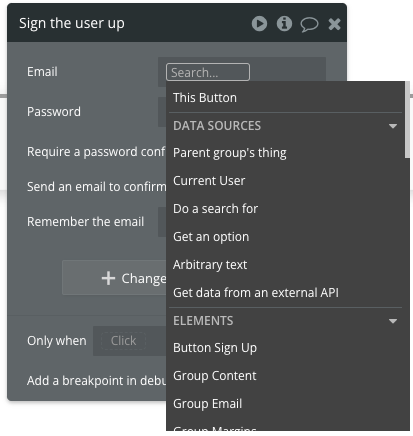 Sign the user up
Email
Search...
This Button
Password
DATA SOURCES
Parent group's thing
Require a password conf
Current User
Send an email to confirm
Do a search for
Remember the email
Get an option
Arbitrary text
+ Change
Get data from an external API
ELEMENTS
Only when
Click
Button Sign Up
Group Content
Add a breakpoint in debu
Group Email
Group Margins